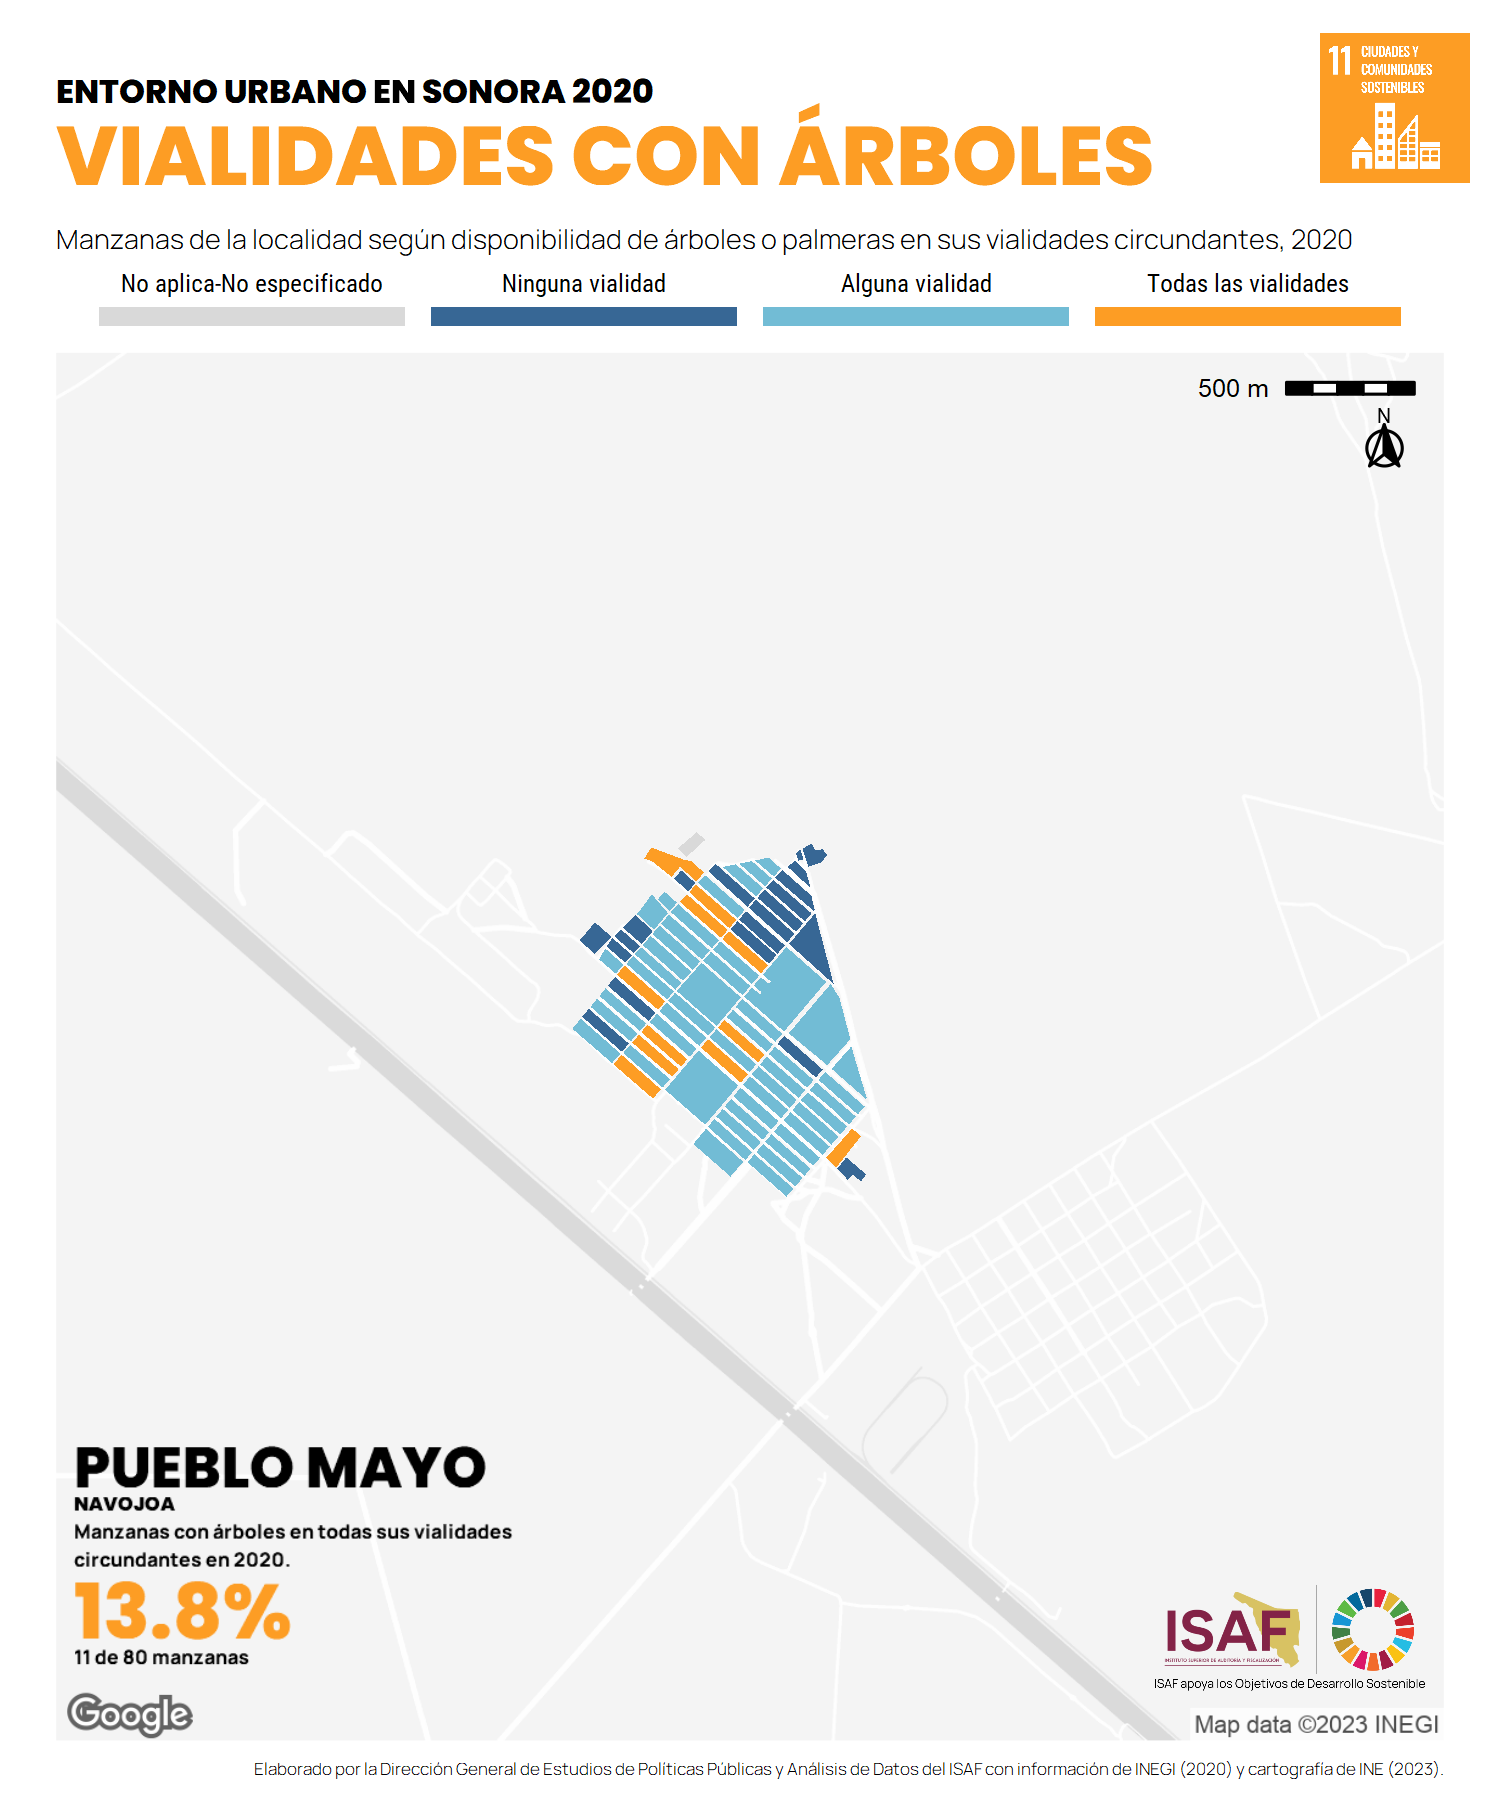 11 CIUDADES Y
COMUNIDADES
SOSTENIBLES
ENTORNO URBANO EN SONORA 2020
VIALIDADES CON ÁRBOLES
Manzanas de la localidad según disponibilidad de árboles o palmeras en sus vialidades circundantes, 2020
No aplica-No especificado
Ninguna vialidad
Alguna vialidad
Todas las vialidades
500 m
N
PUEBLO MAYO
NAVOJOA
Manzanas con árboles en todas sus vialidades
circundantes en 2020.
13.8%
11 de 80 manzanas
Google
ISAF
INSTITUTO SUPERIOR DE AUDITORÍA Y FISCALIZACIÓN
ISAF apoya los Objetivos de Desarrollo Sostenible
Map data ©2023 INEGI
Elaborado por la Dirección General de Estudios de Políticas Públicas y Análisis de Datos del ISAF con información de INEGI (2020) y cartografía de INE (2023).